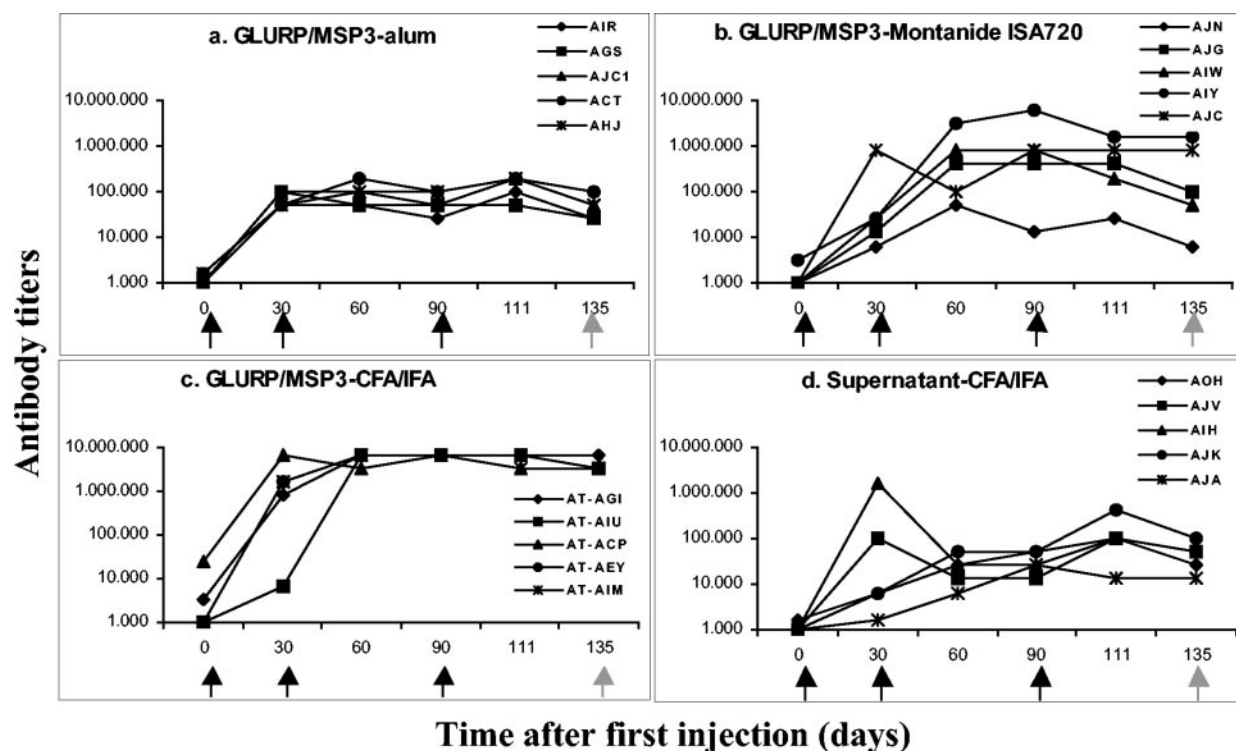 a. GLURP/MSP3-alum
AIR
AGS
AJC1
ACT
AHJ
10.000.000
1.000.000
100.000
10.000
1.000
0 30 60 90 111 135
b. GLURP/MSP3-Montanide ISA720
AJN
AJG
AIW
AIY
AJC
10.000.000
1.000.000
100.000
10.000
1.000
0 30 60 90 111 135
c. GLURP/MSP3-CFA/IFA
10.000.000
1.000.000
100.000
10.000
1.000
AT-AGI
AT-AIU
AT-ACP
AT-AEY
AT-AIM
0 30 60 90 111 135
d. Supernatant-CFA/IFA
AOH
AJV
AIH
AJK
AJA
10.000.000
1.000.000
100.000
10.000
1.000
0 30 60 90 111 135
Antibody titers
Time after first injection (days)